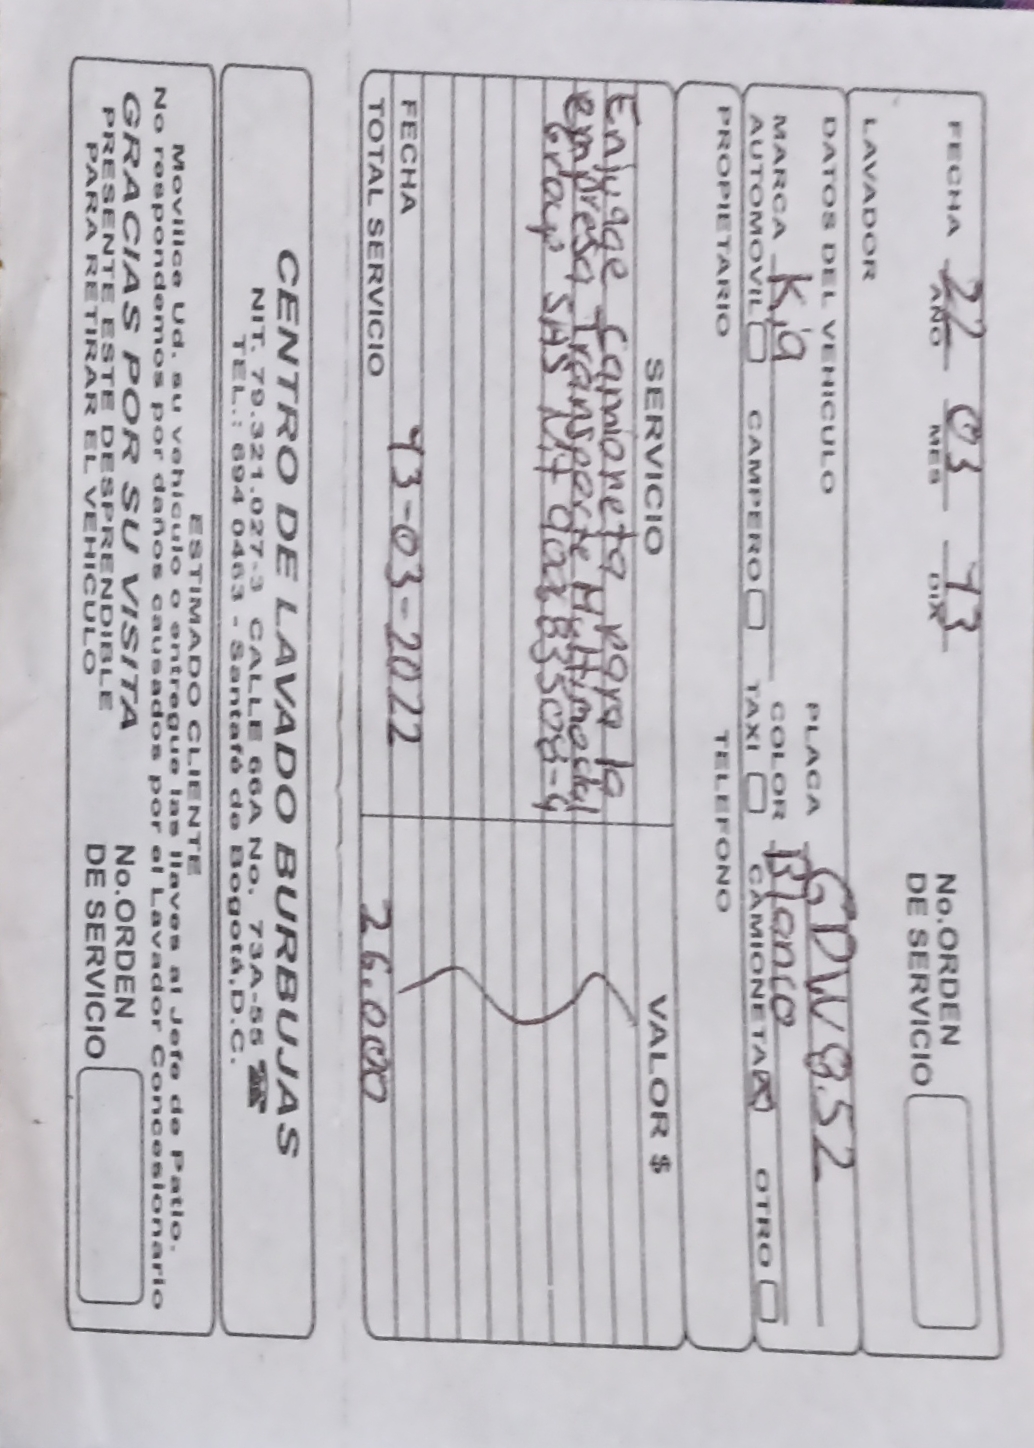 FECHA 22 03 13 No.ORDEN
AÑO MES DIA DE SERVICIO
LAVADOR
DATOS DEL VEHICULO PLACA GDW852
MARCA Kia COLOR Blanco
AUTOMOVIL CAMPERO TAXI CAMIONETA OTRO
PROPIETARIO TELEFONO
SERVICIO VALOR $
Enjuage camioneta para la
empresa Transporte H.
Group SAS Nit
FECHA 13-03-2022
TOTAL SERVICIO 26.000
CENTRO DE LAVADO BURBUJAS
NIT. 79.321.027-3 CALLE 66A No. 73A-55 ☎
TEL.: 694 0463 - Santafé de Bogotá, D.C.
ESTIMADO CLIENTE
Movilice Ud. su vehiculo o entregue las llaves al Jefe de Patio.
No respondemos por daños causados por el Lavador Concesionario
GRACIAS POR SU VISITA No.ORDEN
PRESENTE ESTE DESPRENDIBLE DE SERVICIO
PARA RETIRAR EL VEHICULO